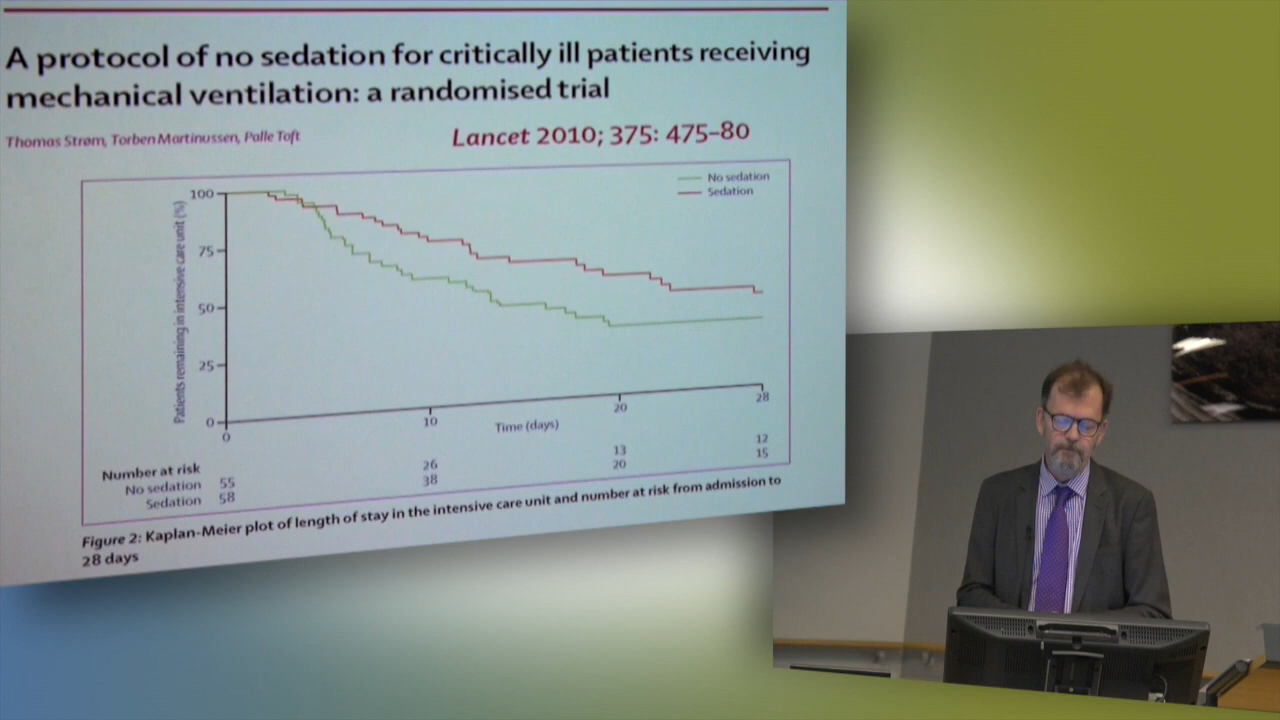 A protocol of no sedation for critically ill patients receiving
mechanical ventilation: a randomised trial
Thomas Strøm, Torben Martinussen, Palle Toft
Lancet 2010; 375: 475–80
No sedation
Sedation
Patients remaining in intensive care unit (%)
100
75
50
25
0
0
10
20
28
Time (days)
Number at risk
No sedation 55 26 13 12
Sedation 58 38 20 15
Figure 2: Kaplan-Meier plot of length of stay in the intensive care unit and number at risk from admission to
28 days